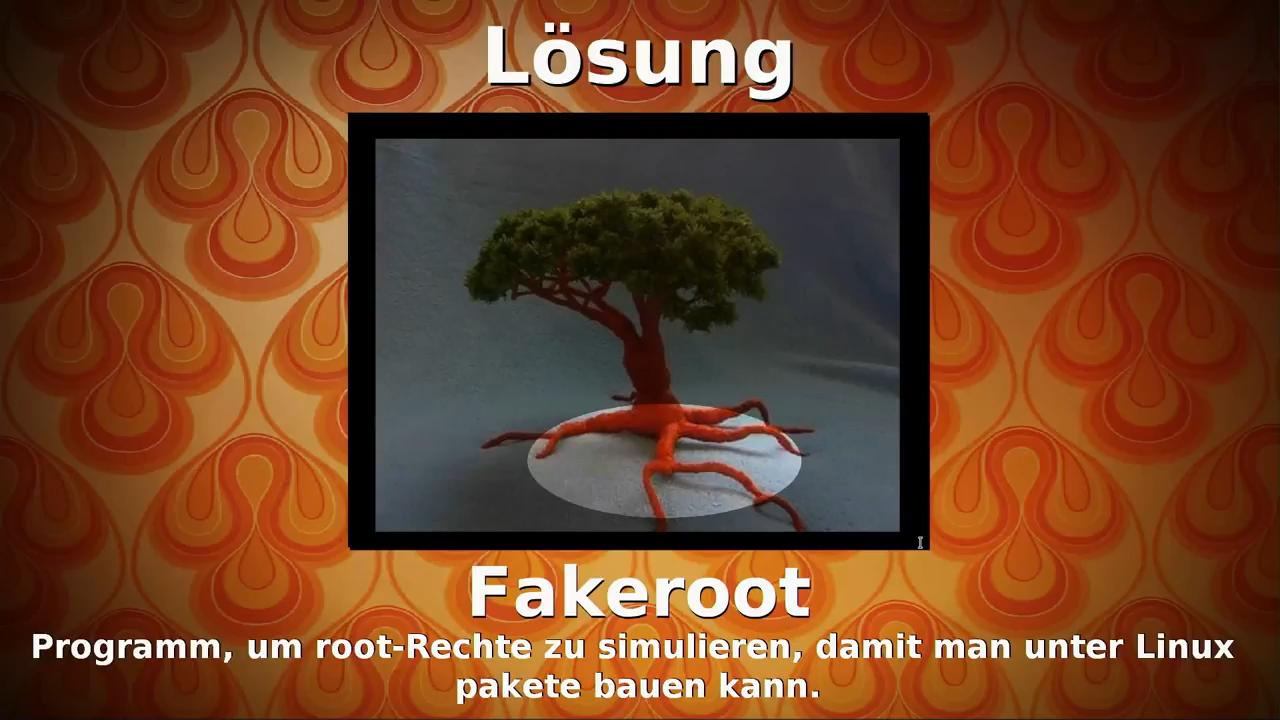 Lösung
Fakeroot
Programm, um root-Rechte zu simulieren, damit man unter Linux
pakete bauen kann.